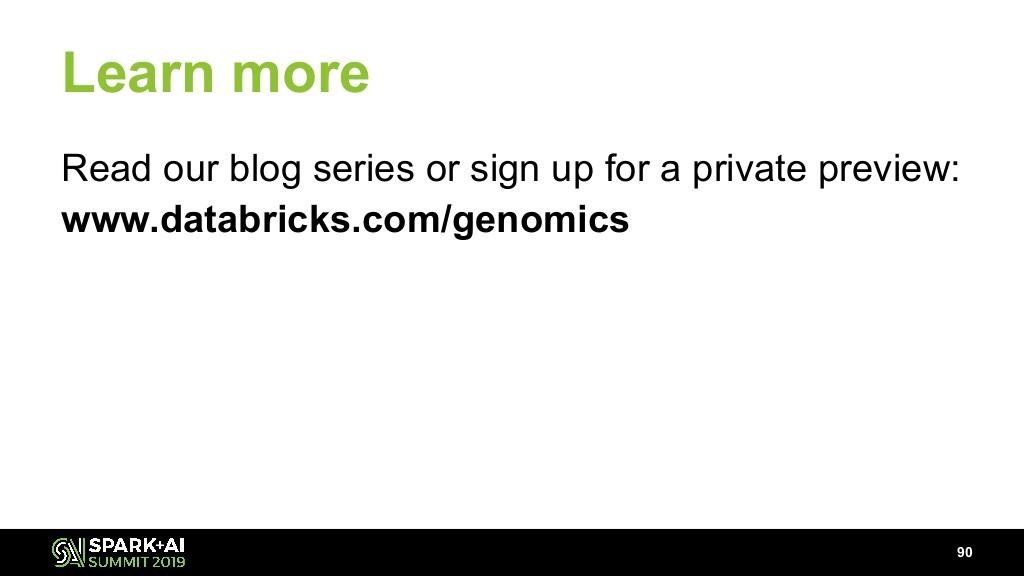 Learn more
Read our blog series or sign up for a private preview:
www.databricks.com/genomics
SPARK+AI
SUMMIT 2019
90